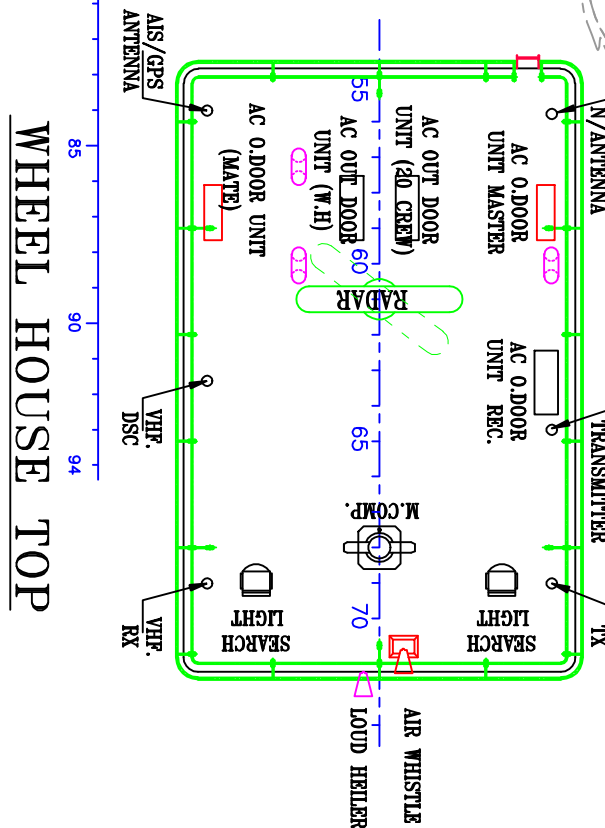 WHEEL HOUSE TOP
AIS/GPS
ANTENNA
N/ANTENNA
AC O.DOOR
UNIT MASTER
AC OUT DOOR
UNIT (20 CREW)
AC OUT DOOR
UNIT (W.H)
AC O.DOOR UNIT
(MATE)
RADAR
AC O.DOOR
UNIT REC.
TRANSMITTER
VHF.
DSC
M.COMP.
SEARCH
LIGHT
SEARCH
LIGHT
TX
VHF.
RX
AIR WHISTLE
LOUD HEILER
55
60
65
70
85
90
94